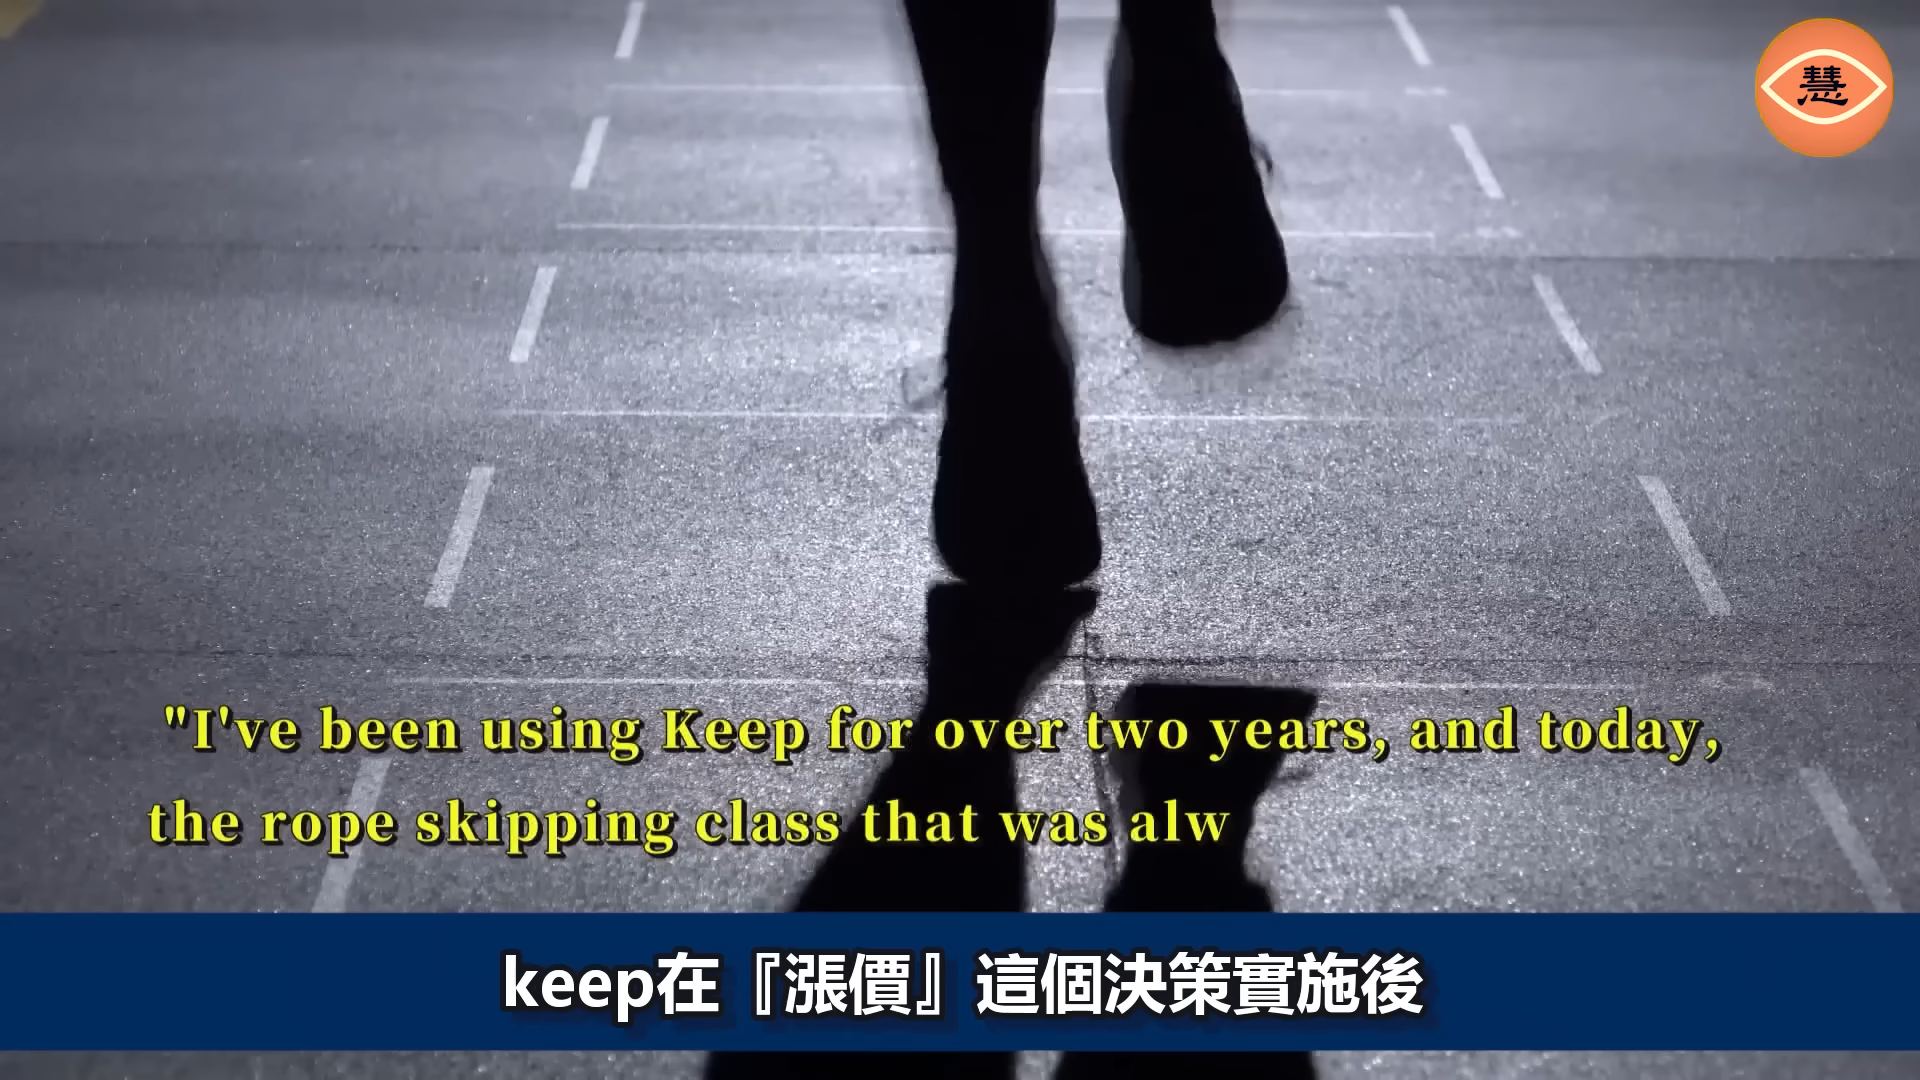 慧
"I've been using Keep for over two years, and today,
the rope skipping class that was alw
keep在『漲價』這個決策實施後